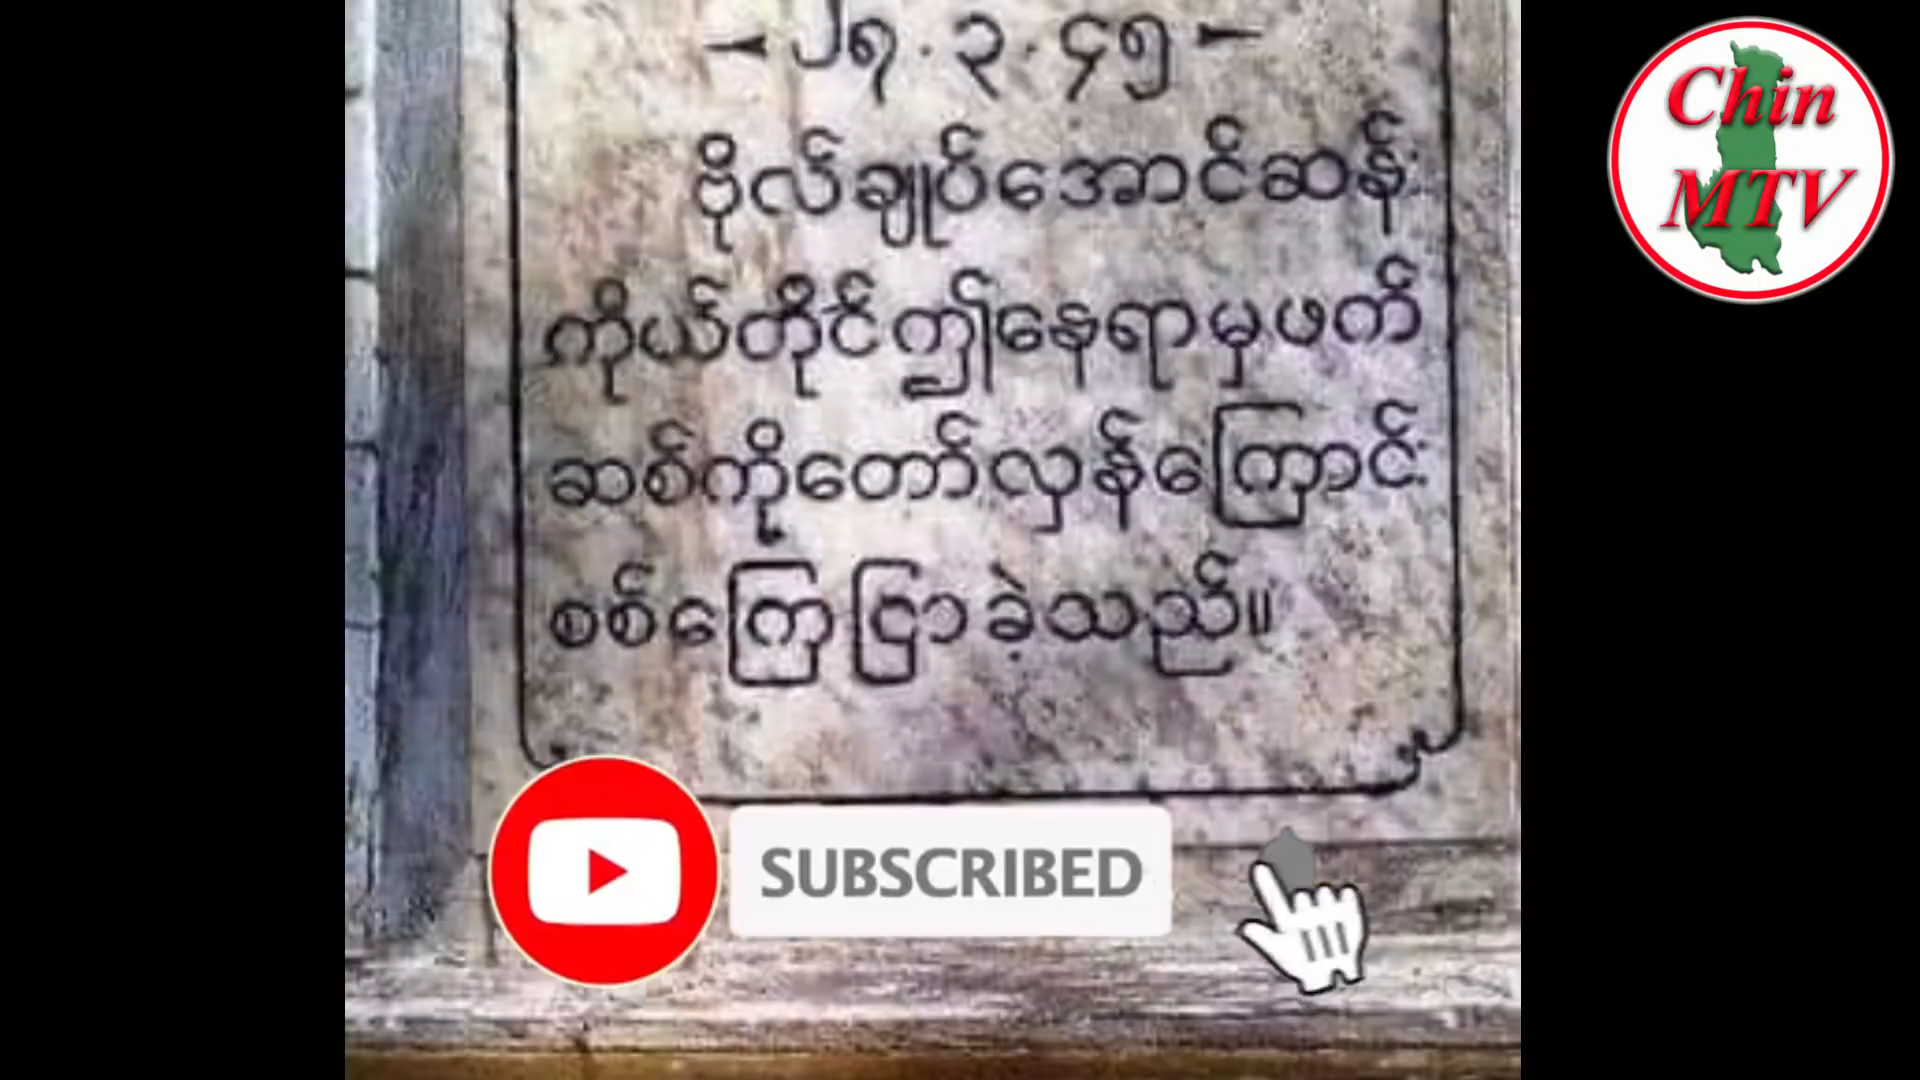 -၂၇.၃.၄၅-
ဗိုလ်ချုပ်အောင်ဆန်း
ကိုယ်တိုင်ဤနေရာမှဖက်
ဆစ်ကိုတော်လှန်ကြောင်း
စစ်ကြေငြာခဲ့သည်။
SUBSCRIBED
Chin
MTV